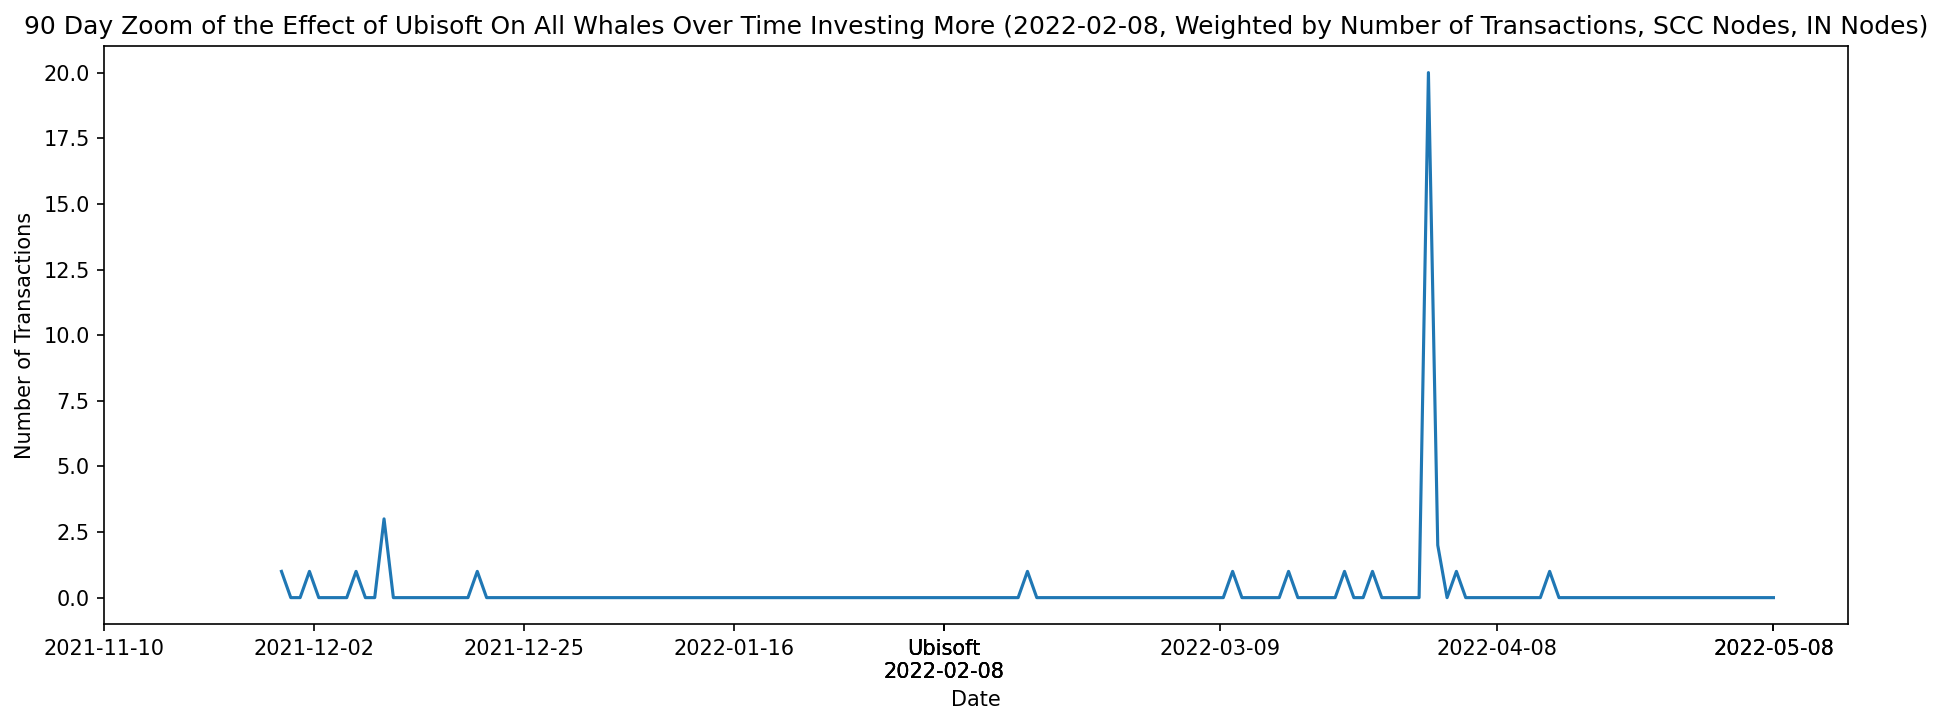 90 Day Zoom of the Effect of Ubisoft On All Whales Over Time Investing More (2022-02-08, Weighted by Number of Transactions, SCC Nodes, IN Nodes)
Number of Transactions
20.0
17.5
15.0
12.5
10.0
7.5
5.0
2.5
0.0
2021-11-10 2021-12-02 2021-12-25 2022-01-16 Ubisoft 2022-03-09 2022-04-08 2022-05-08
2022-02-08
Date